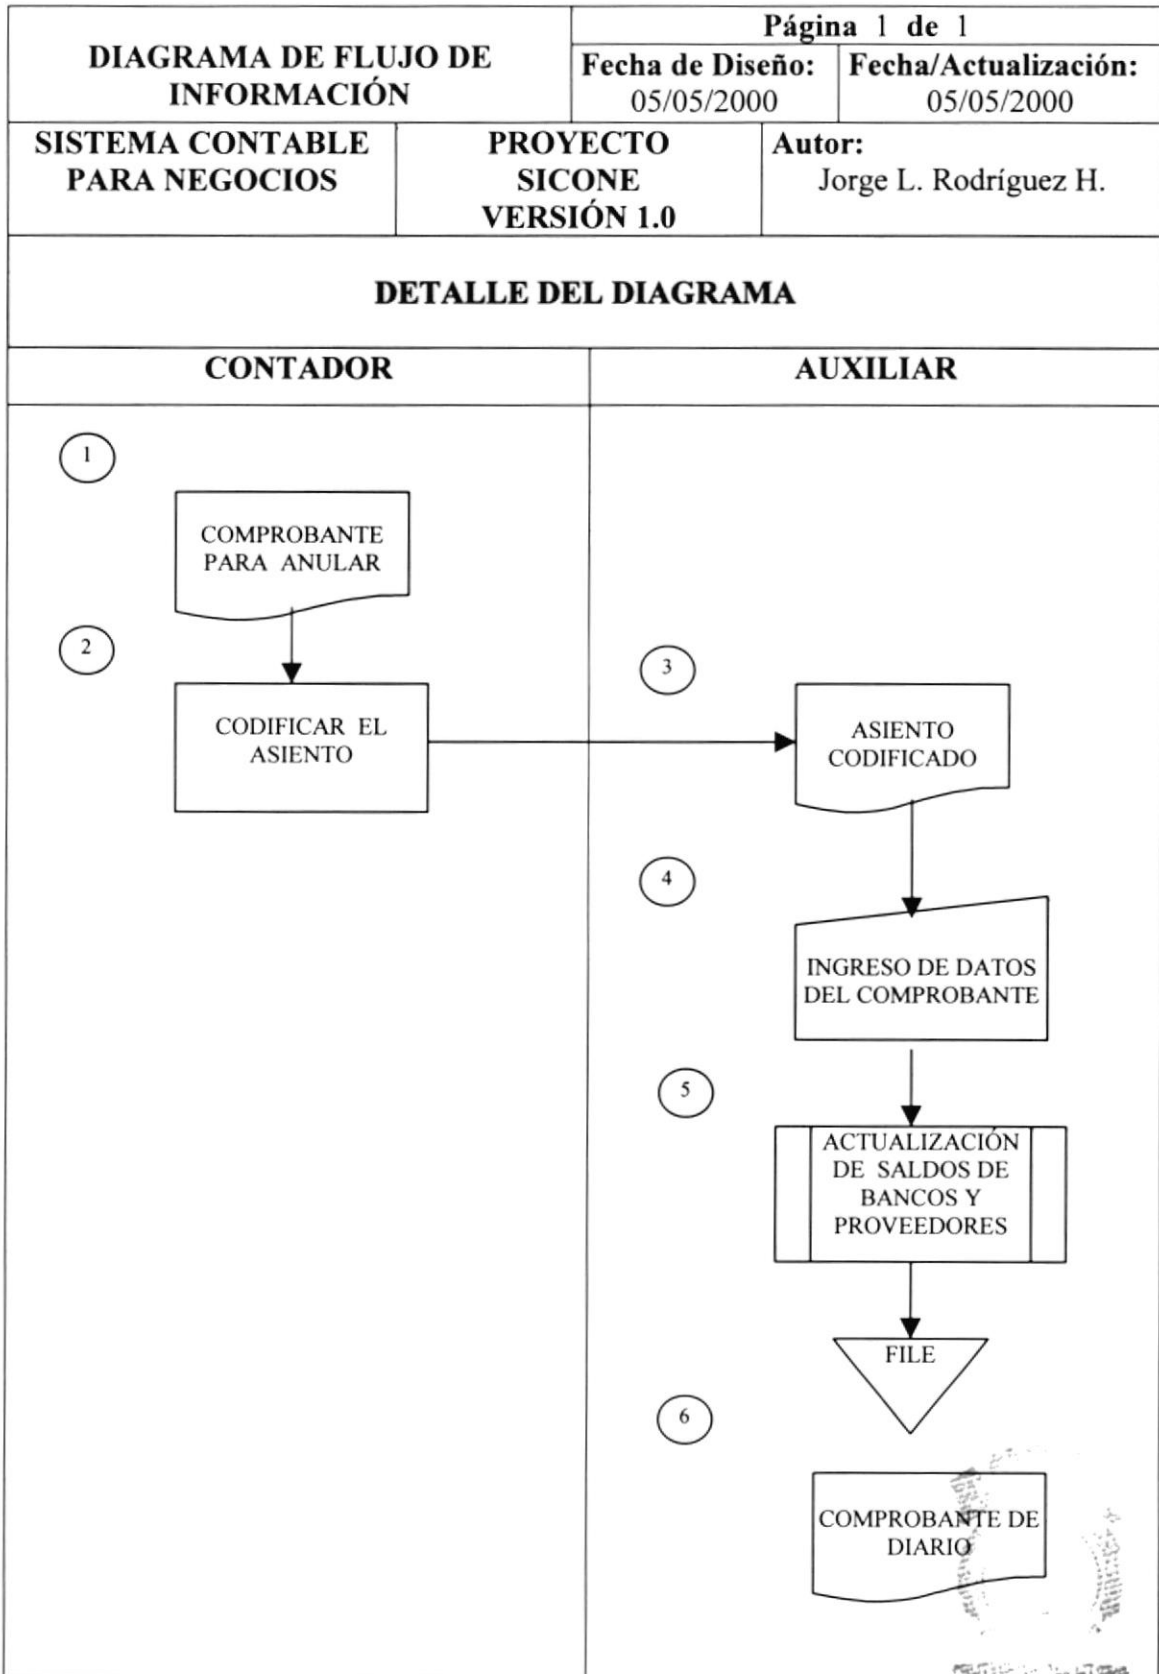 DIAGRAMA DE FLUJO DE
INFORMACIÓN
Página 1 de 1
Fecha de Diseño:
05/05/2000
Fecha/Actualización:
05/05/2000
SISTEMA CONTABLE
PARA NEGOCIOS
PROYECTO
SICONE
VERSIÓN 1.0
Autor:
Jorge L. Rodríguez H.
DETALLE DEL DIAGRAMA
CONTADOR
AUXILIAR
1
COMPROBANTE
PARA ANULAR
2
CODIFICAR EL
ASIENTO
3
ASIENTO
CODIFICADO
4
INGRESO DE DATOS
DEL COMPROBANTE
5
ACTUALIZACIÓN
DE SALDOS DE
BANCOS Y
PROVEEDORES
FILE
6
COMPROBANTE DE
DIARIO